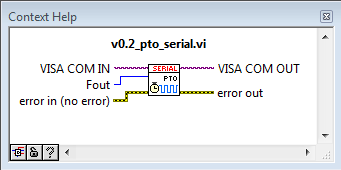 Context Help
v0.2_pto_serial.vi
VISA COM IN
SERIAL
VISA COM OUT
Fout
PTO
error in (no error)
error out
?